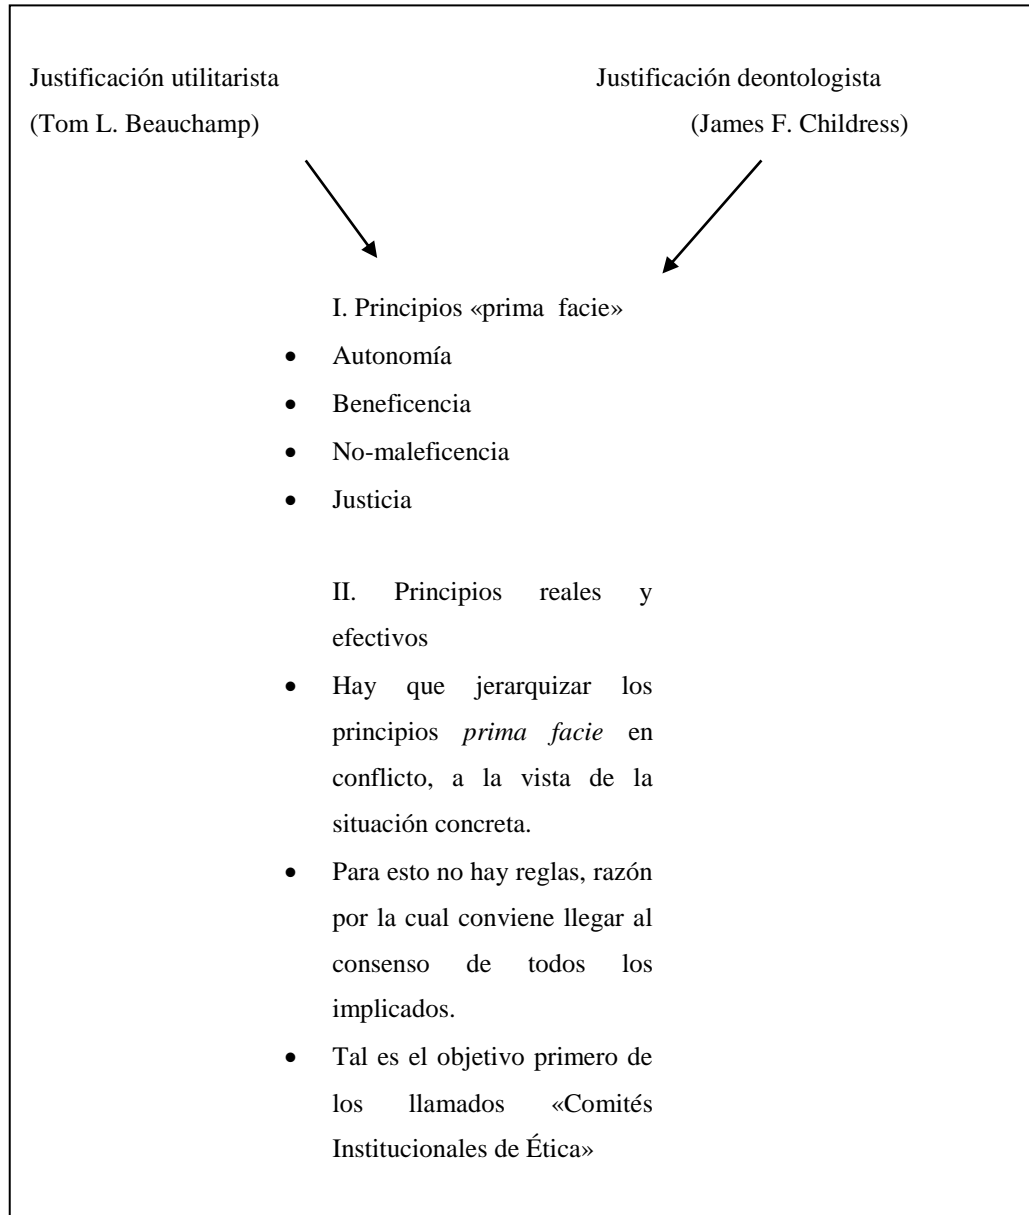 Justificación utilitarista
(Tom L. Beauchamp)
Justificación deontologista
(James F. Childress)
I. Principios «prima facie»
• Autonomía
• Beneficencia
• No-maleficencia
• Justicia
II. Principios reales y
efectivos
• Hay que jerarquizar los
principios prima facie en
conflicto, a la vista de la
situación concreta.
• Para esto no hay reglas, razón
por la cual conviene llegar al
consenso de todos los
implicados.
• Tal es el objetivo primero de
los llamados «Comités
Institucionales de Ética»